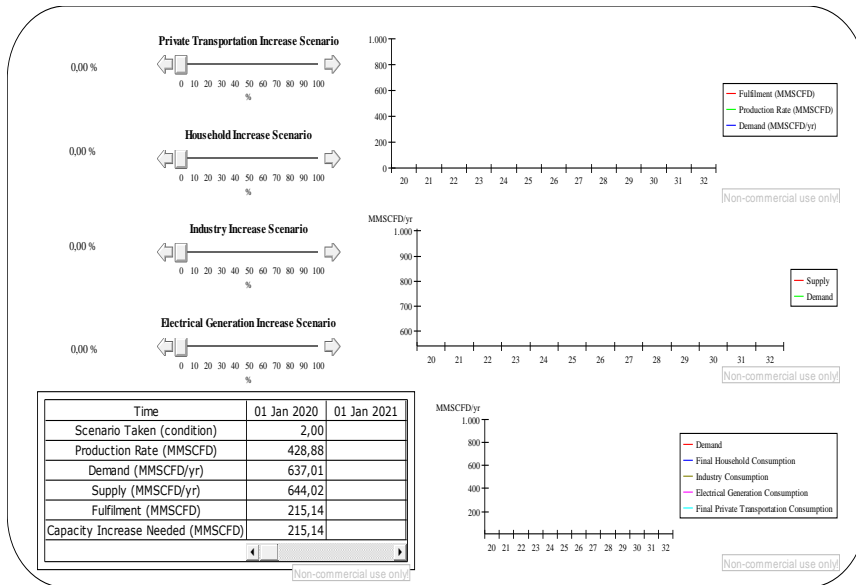 Private Transportation Increase Scenario
0,00 %
0 10 20 30 40 50 60 70 80 90 100
%
Household Increase Scenario
0,00 %
0 10 20 30 40 50 60 70 80 90 100
%
Industry Increase Scenario
0,00 %
0 10 20 30 40 50 60 70 80 90 100
%
Electrical Generation Increase Scenario
0,00 %
0 10 20 30 40 50 60 70 80 90 100
%
1.000
800
600
400
200
0
20 21 22 23 24 25 26 27 28 29 30 31 32
Fulfilment (MMSCFD)
Production Rate (MMSCFD)
Demand (MMSCFD/yr)
Non-commercial use only!
MMSCFD/yr
1.000
900
800
700
600
20 21 22 23 24 25 26 27 28 29 30 31 32
Supply
Demand
Non-commercial use only!
Time 01 Jan 2020 01 Jan 2021
Scenario Taken (condition) 2,00
Production Rate (MMSCFD) 428,88
Demand (MMSCFD/yr) 637,01
Supply (MMSCFD/yr) 644,02
Fulfilment (MMSCFD) 215,14
Capacity Increase Needed (MMSCFD) 215,14
Non-commercial use only!
MMSCFD/yr
1.000
800
600
400
200
20 21 22 23 24 25 26 27 28 29 30 31 32
Demand
Final Household Consumption
Industry Consumption
Electrical Generation Consumption
Final Private Transportation Consumption
Non-commercial use only!